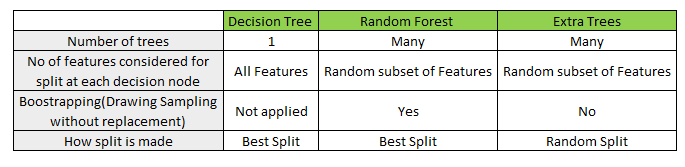 Decision Tree Random Forest Extra Trees
Number of trees 1 Many Many
No of features considered for
split at each decision node All Features Random subset of Features Random subset of Features
Boostrapping(Drawing Sampling
without replacement) Not applied Yes No
How split is made Best Split Best Split Random Split